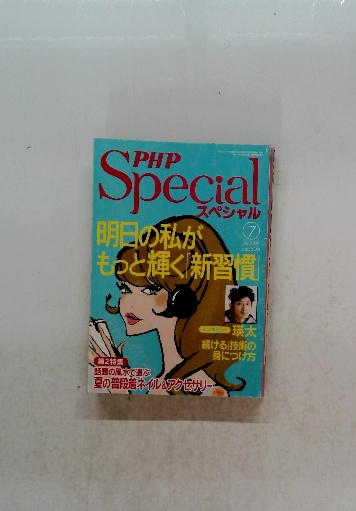 PHP
Special
スペシャル
7
明日の私が
もっと輝く「新習慣」
瑛太
「続ける」技術の
身につけ方
第2特集
話題の風水で選ぶ
夏の普段着ネイル&アクセサリー